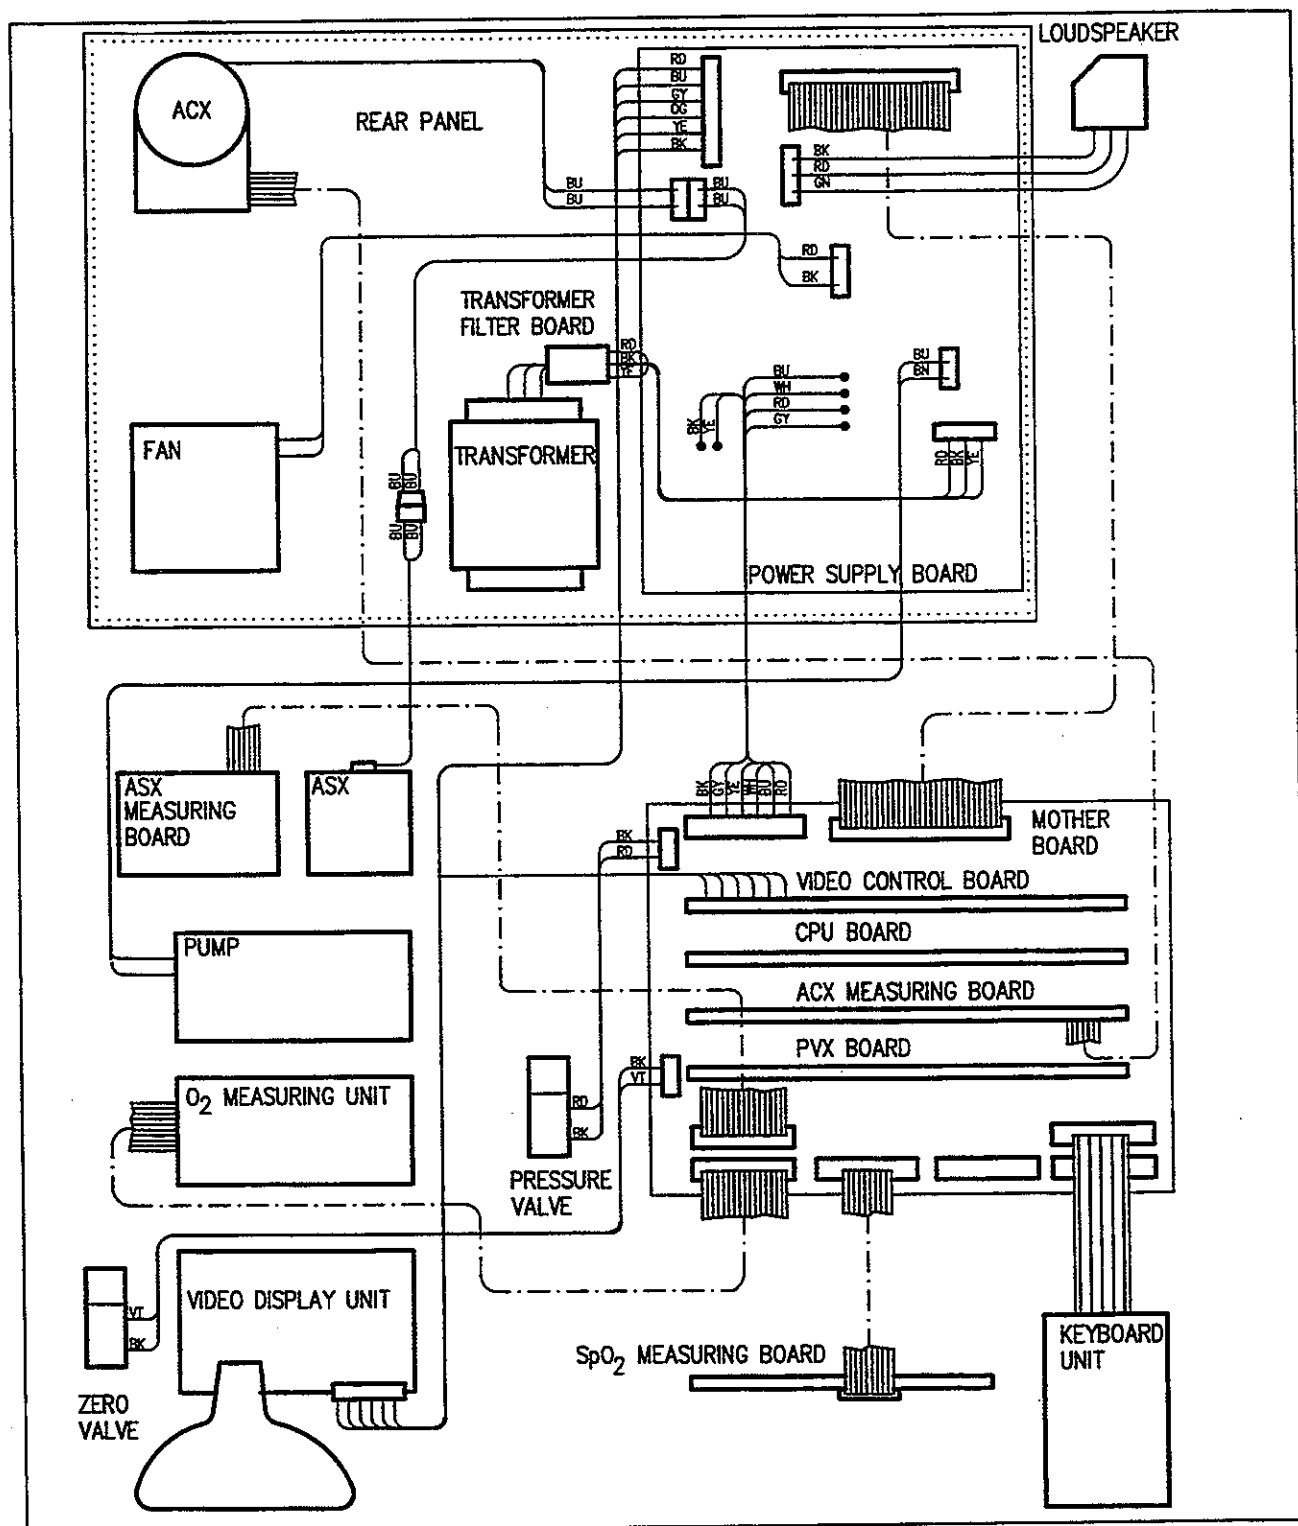 LOUDSPEAKER
ACX
REAR PANEL
RD
BU
GY
OG
YE
BK
BK
RD
GN
BU
BU
BU
BU
RD
BK
TRANSFORMER
FILTER BOARD
RD
BK
YE
BU
WH
RD
GY
BK
YE
BU
BN
RD
BK
YE
FAN
TRANSFORMER
BU
BU
BU
BU
POWER SUPPLY BOARD
ASX
MEASURING
BOARD
ASX
BK
GY
YE
WH
BU
RD
MOTHER
BOARD
BK
RD
VIDEO CONTROL BOARD
CPU BOARD
PUMP
ACX MEASURING BOARD
PVX BOARD
BK
VT
O₂ MEASURING UNIT
RD
BK
PRESSURE
VALVE
VIDEO DISPLAY UNIT
VT
BK
ZERO
VALVE
SpO₂ MEASURING BOARD
KEYBOARD
UNIT